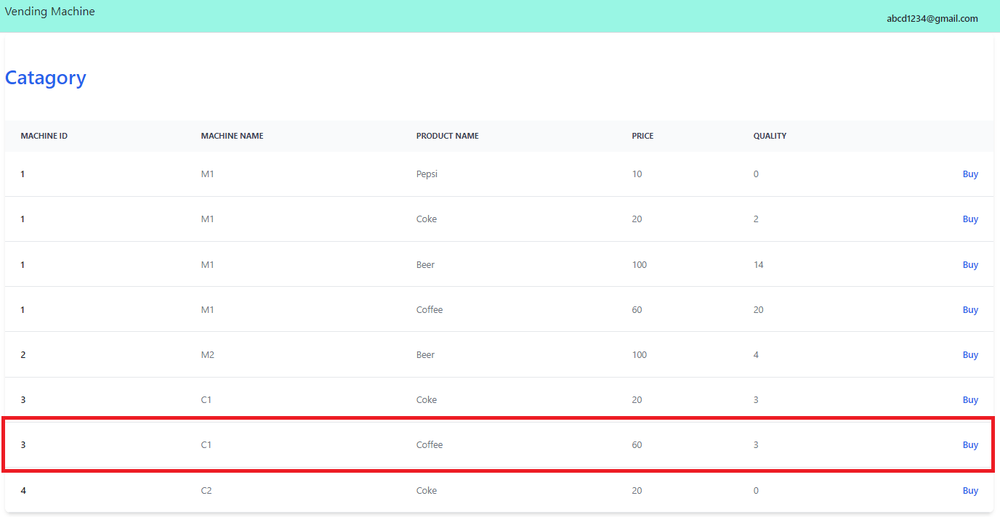 Vending Machine
abcd1234@gmail.com
Catagory
MACHINE ID MACHINE NAME PRODUCT NAME PRICE QUALITY
1 M1 Pepsi 10 0 Buy
1 M1 Coke 20 2 Buy
1 M1 Beer 100 14 Buy
1 M1 Coffee 60 20 Buy
2 M2 Beer 100 4 Buy
3 C1 Coke 20 3 Buy
3 C1 Coffee 60 3 Buy
4 C2 Coke 20 0 Buy